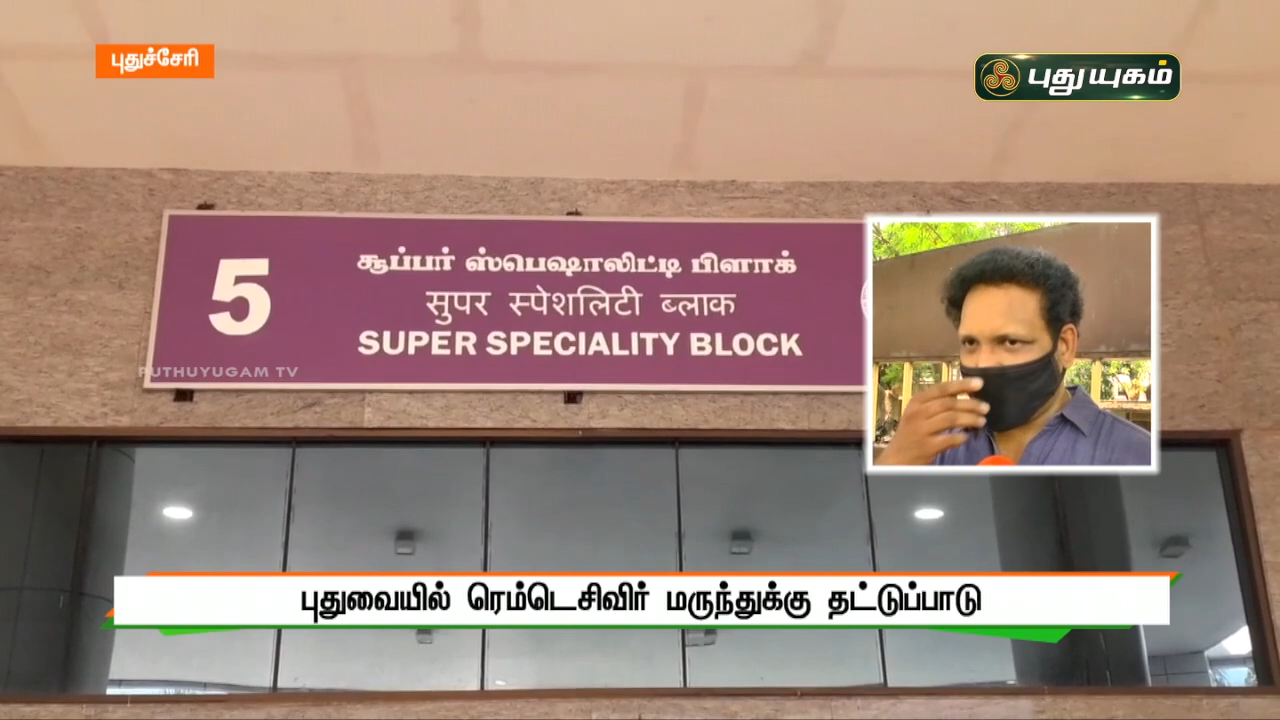 புதுச்சேரி
புதுயுகம்
5
சூப்பர் ஸ்பெஷாலிட்டி பிளாக்
सुपर स्पेशलिटी ब्लाक
SUPER SPECIALITY BLOCK
PUTHUYUGAM TV
புதுவையில் ரெம்டெசிவிர் மருந்துக்கு தட்டுப்பாடு